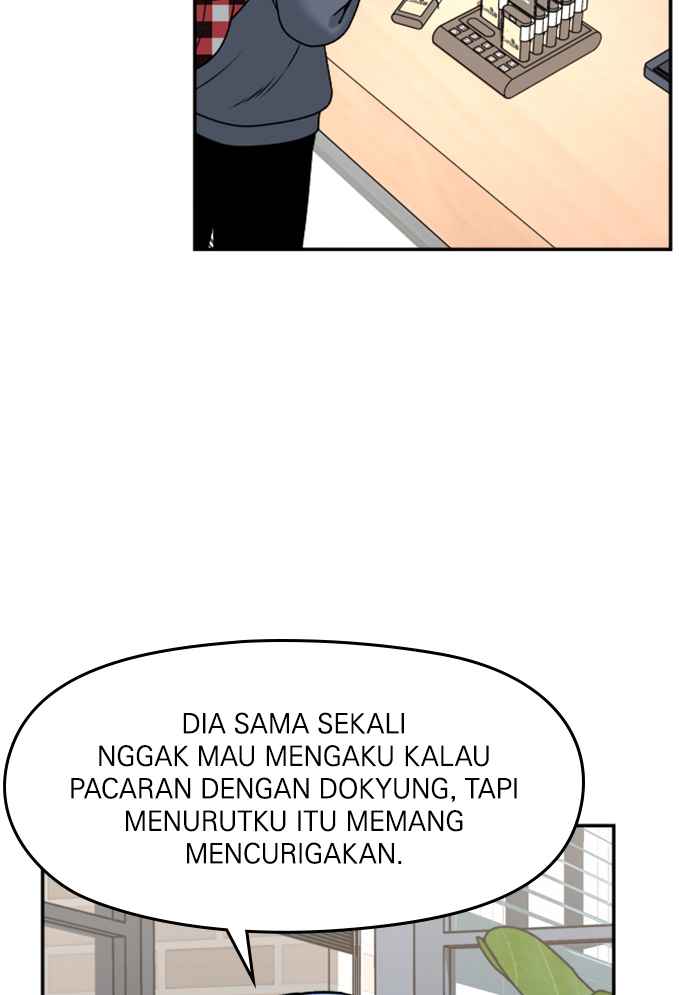 DIA SAMA SEKALI
NGGAK MAU MENGAKU KALAU
PACARAN DENGAN DOKYUNG, TAPI
MENURUTKU ITU MEMANG
MENCURIGAKAN.